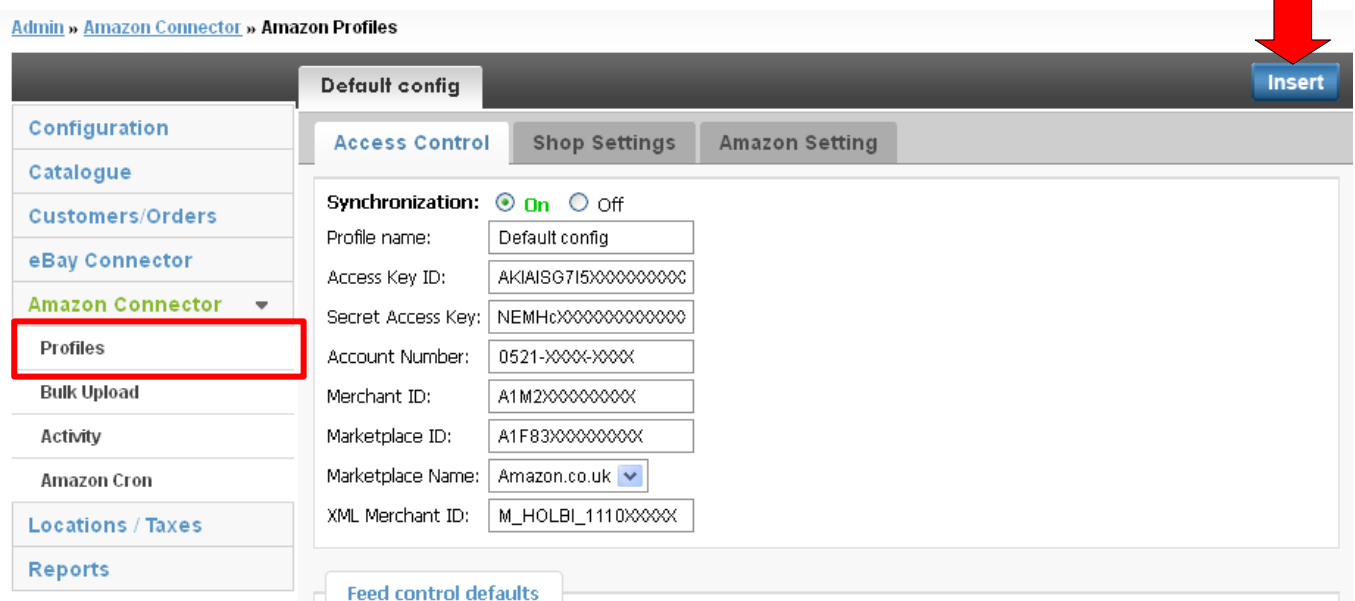 Admin » Amazon Connector » Amazon Profiles
Default config
Insert
Configuration
Catalogue
Customers/Orders
eBay Connector
Amazon Connector
Profiles
Bulk Upload
Activity
Amazon Cron
Locations / Taxes
Reports
Access Control Shop Settings Amazon Setting
Synchronization: On Off
Profile name: Default config
Access Key ID: AKIAISG7I5XXXXXXXXXX
Secret Access Key: NEMHcXXXXXXXXXXXXX
Account Number: 0521-XXXX-XXXX
Merchant ID: A1M2XXXXXXXXX
Marketplace ID: A1F83XXXXXXXXX
Marketplace Name: Amazon.co.uk
XML Merchant ID: M_HOLBI_1110XXXXX
Feed control defaults